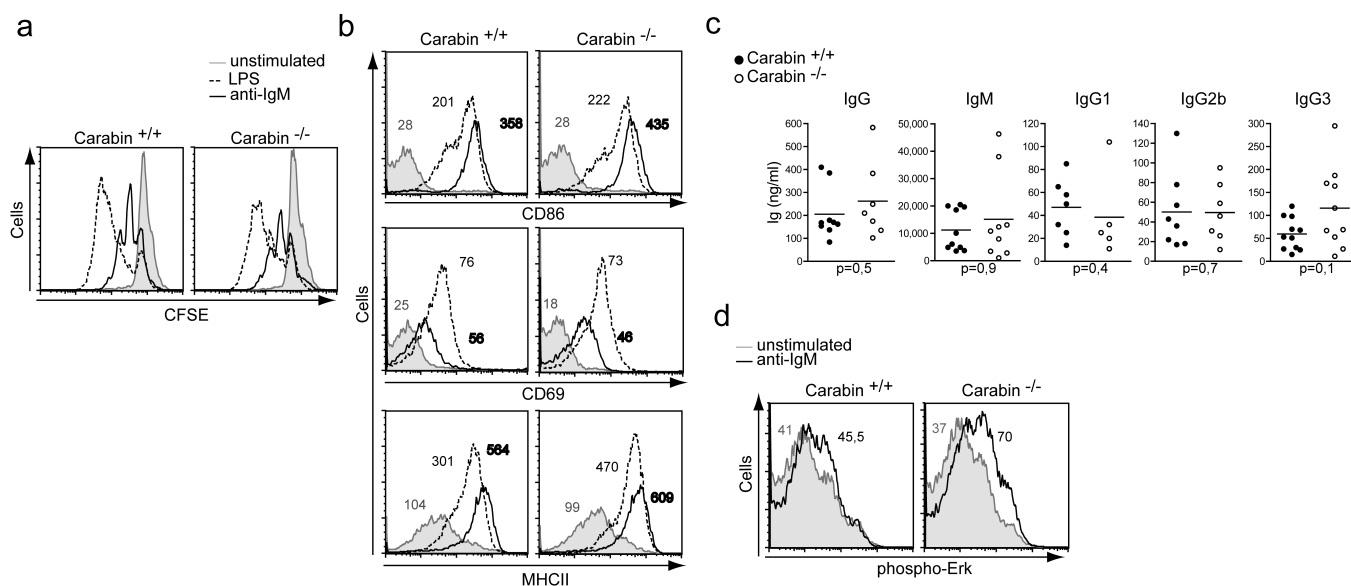 a
unstimulated
LPS
anti-IgM
Carabin +/+
Carabin -/-
Cells
CFSE
b
Carabin +/+
Carabin -/-
28
201
358
28
222
435
CD86
25
76
56
18
73
46
CD69
104
301
564
99
470
609
MHCII
Cells
c
Carabin +/+
Carabin -/-
IgG
IgM
IgG1
IgG2b
IgG3
Ig (ng/ml)
600
500
400
300
200
100
0
p=0,5
50,000
40,000
30,000
20,000
10,000
0
p=0,9
120
100
80
60
40
20
0
p=0,4
140
120
100
80
60
40
20
0
p=0,7
300
250
200
150
100
50
0
p=0,1
d
unstimulated
anti-IgM
Carabin +/+
Carabin -/-
41
45,5
37
70
Cells
phospho-Erk